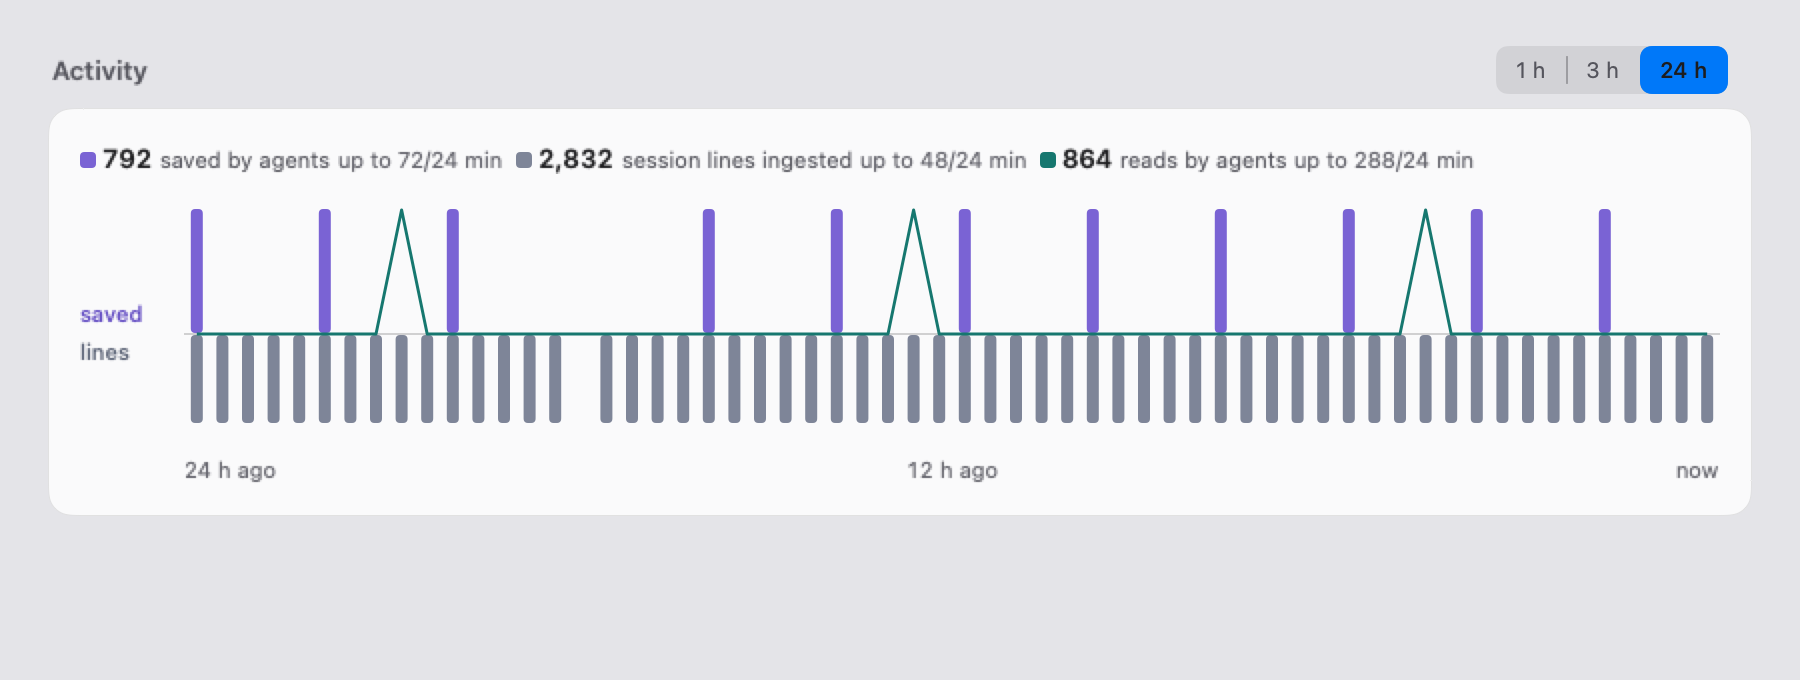 Activity
1 h 3 h 24 h
792 saved by agents up to 72/24 min 2,832 session lines ingested up to 48/24 min 864 reads by agents up to 288/24 min
saved
lines
24 h ago 12 h ago now